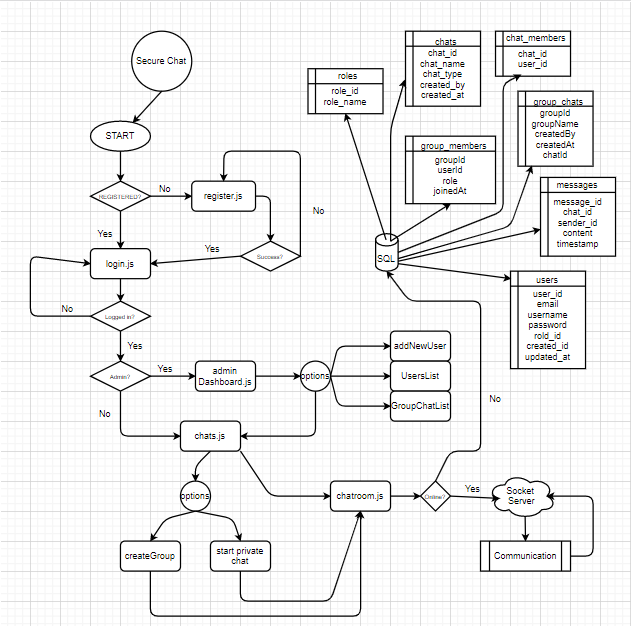 Secure Chat
START
REGISTERED?
No
register.js
No
Yes
Yes
Success?
login.js
No
Logged in?
Yes
Admin?
Yes
admin
Dashboard.js
options
addNewUser
UsersList
GroupChatList
No
chats.js
options
createGroup
start private
chat
chatroom.js
Online?
Yes
No
Socket
Server
Communication
SQL
roles
role_id
role_name
chats
chat_id
chat_name
chat_type
created_by
created_at
chat_members
chat_id
user_id
group_chats
groupId
groupName
createdBy
createdAt
chatId
group_members
groupId
userId
role
joinedAt
messages
message_id
chat_id
sender_id
content
timestamp
users
user_id
email
username
password
rold_id
created_id
updated_at